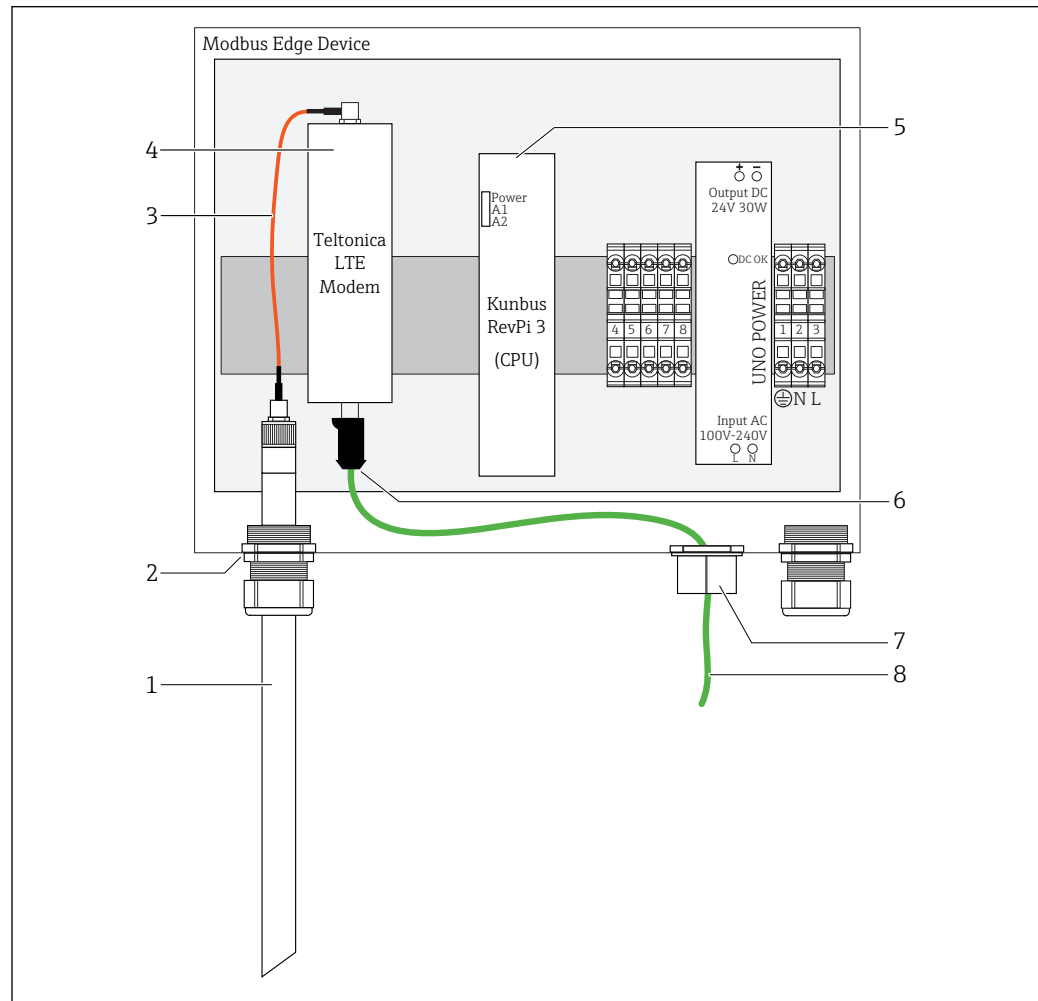 Modbus Edge Device
4
3
Teltonica
LTE
Modem
5
Power
A1
A2
Kunbus
RevPi 3
(CPU)
+ −
Output DC
24V 30W
DC OK
UNO POWER
4 5 6 7 8
1 2 3
N L
Input AC
100V-240V
L N
6
2
7
1
8